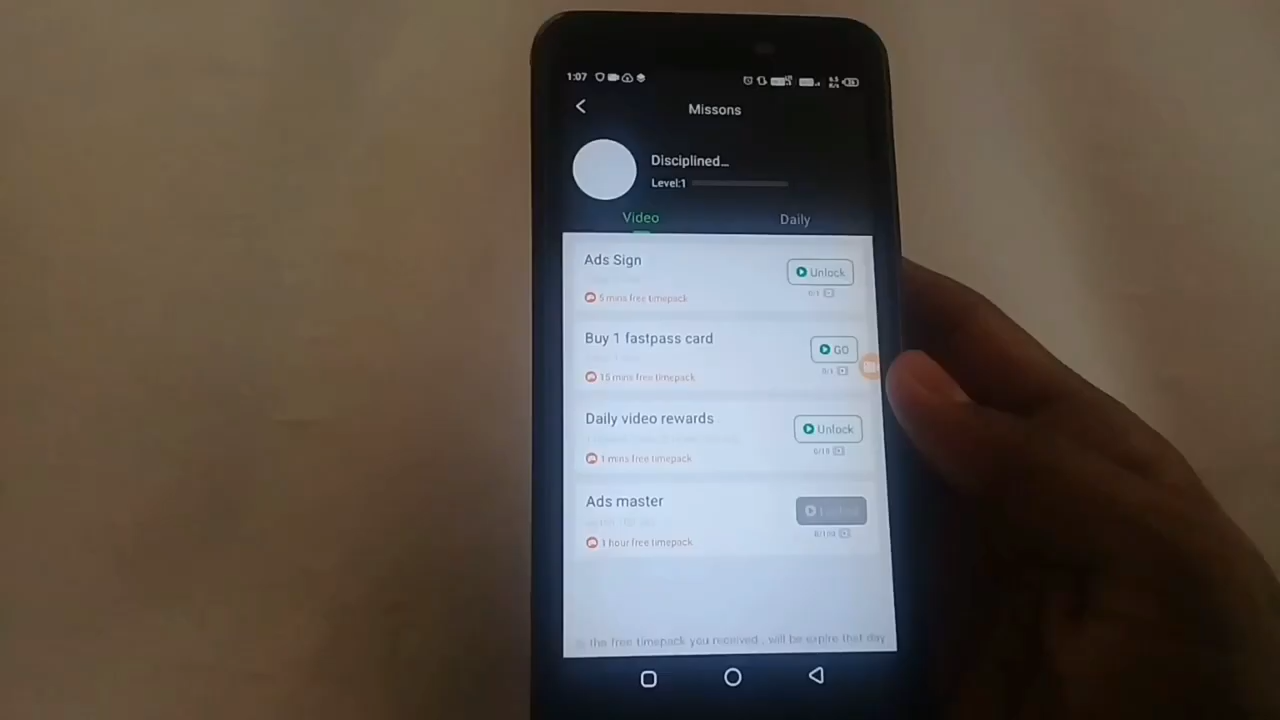 1:07
Missons
Disciplined_
Level:1
Video
Daily
Ads Sign
Unlock
5 mins free timepack
Buy 1 fastpass card
GO
15 mins free timepack
Daily video rewards
Unlock
1 mins free timepack
Ads master
1 hour free timepack
the free timepack you received , will be expire that day